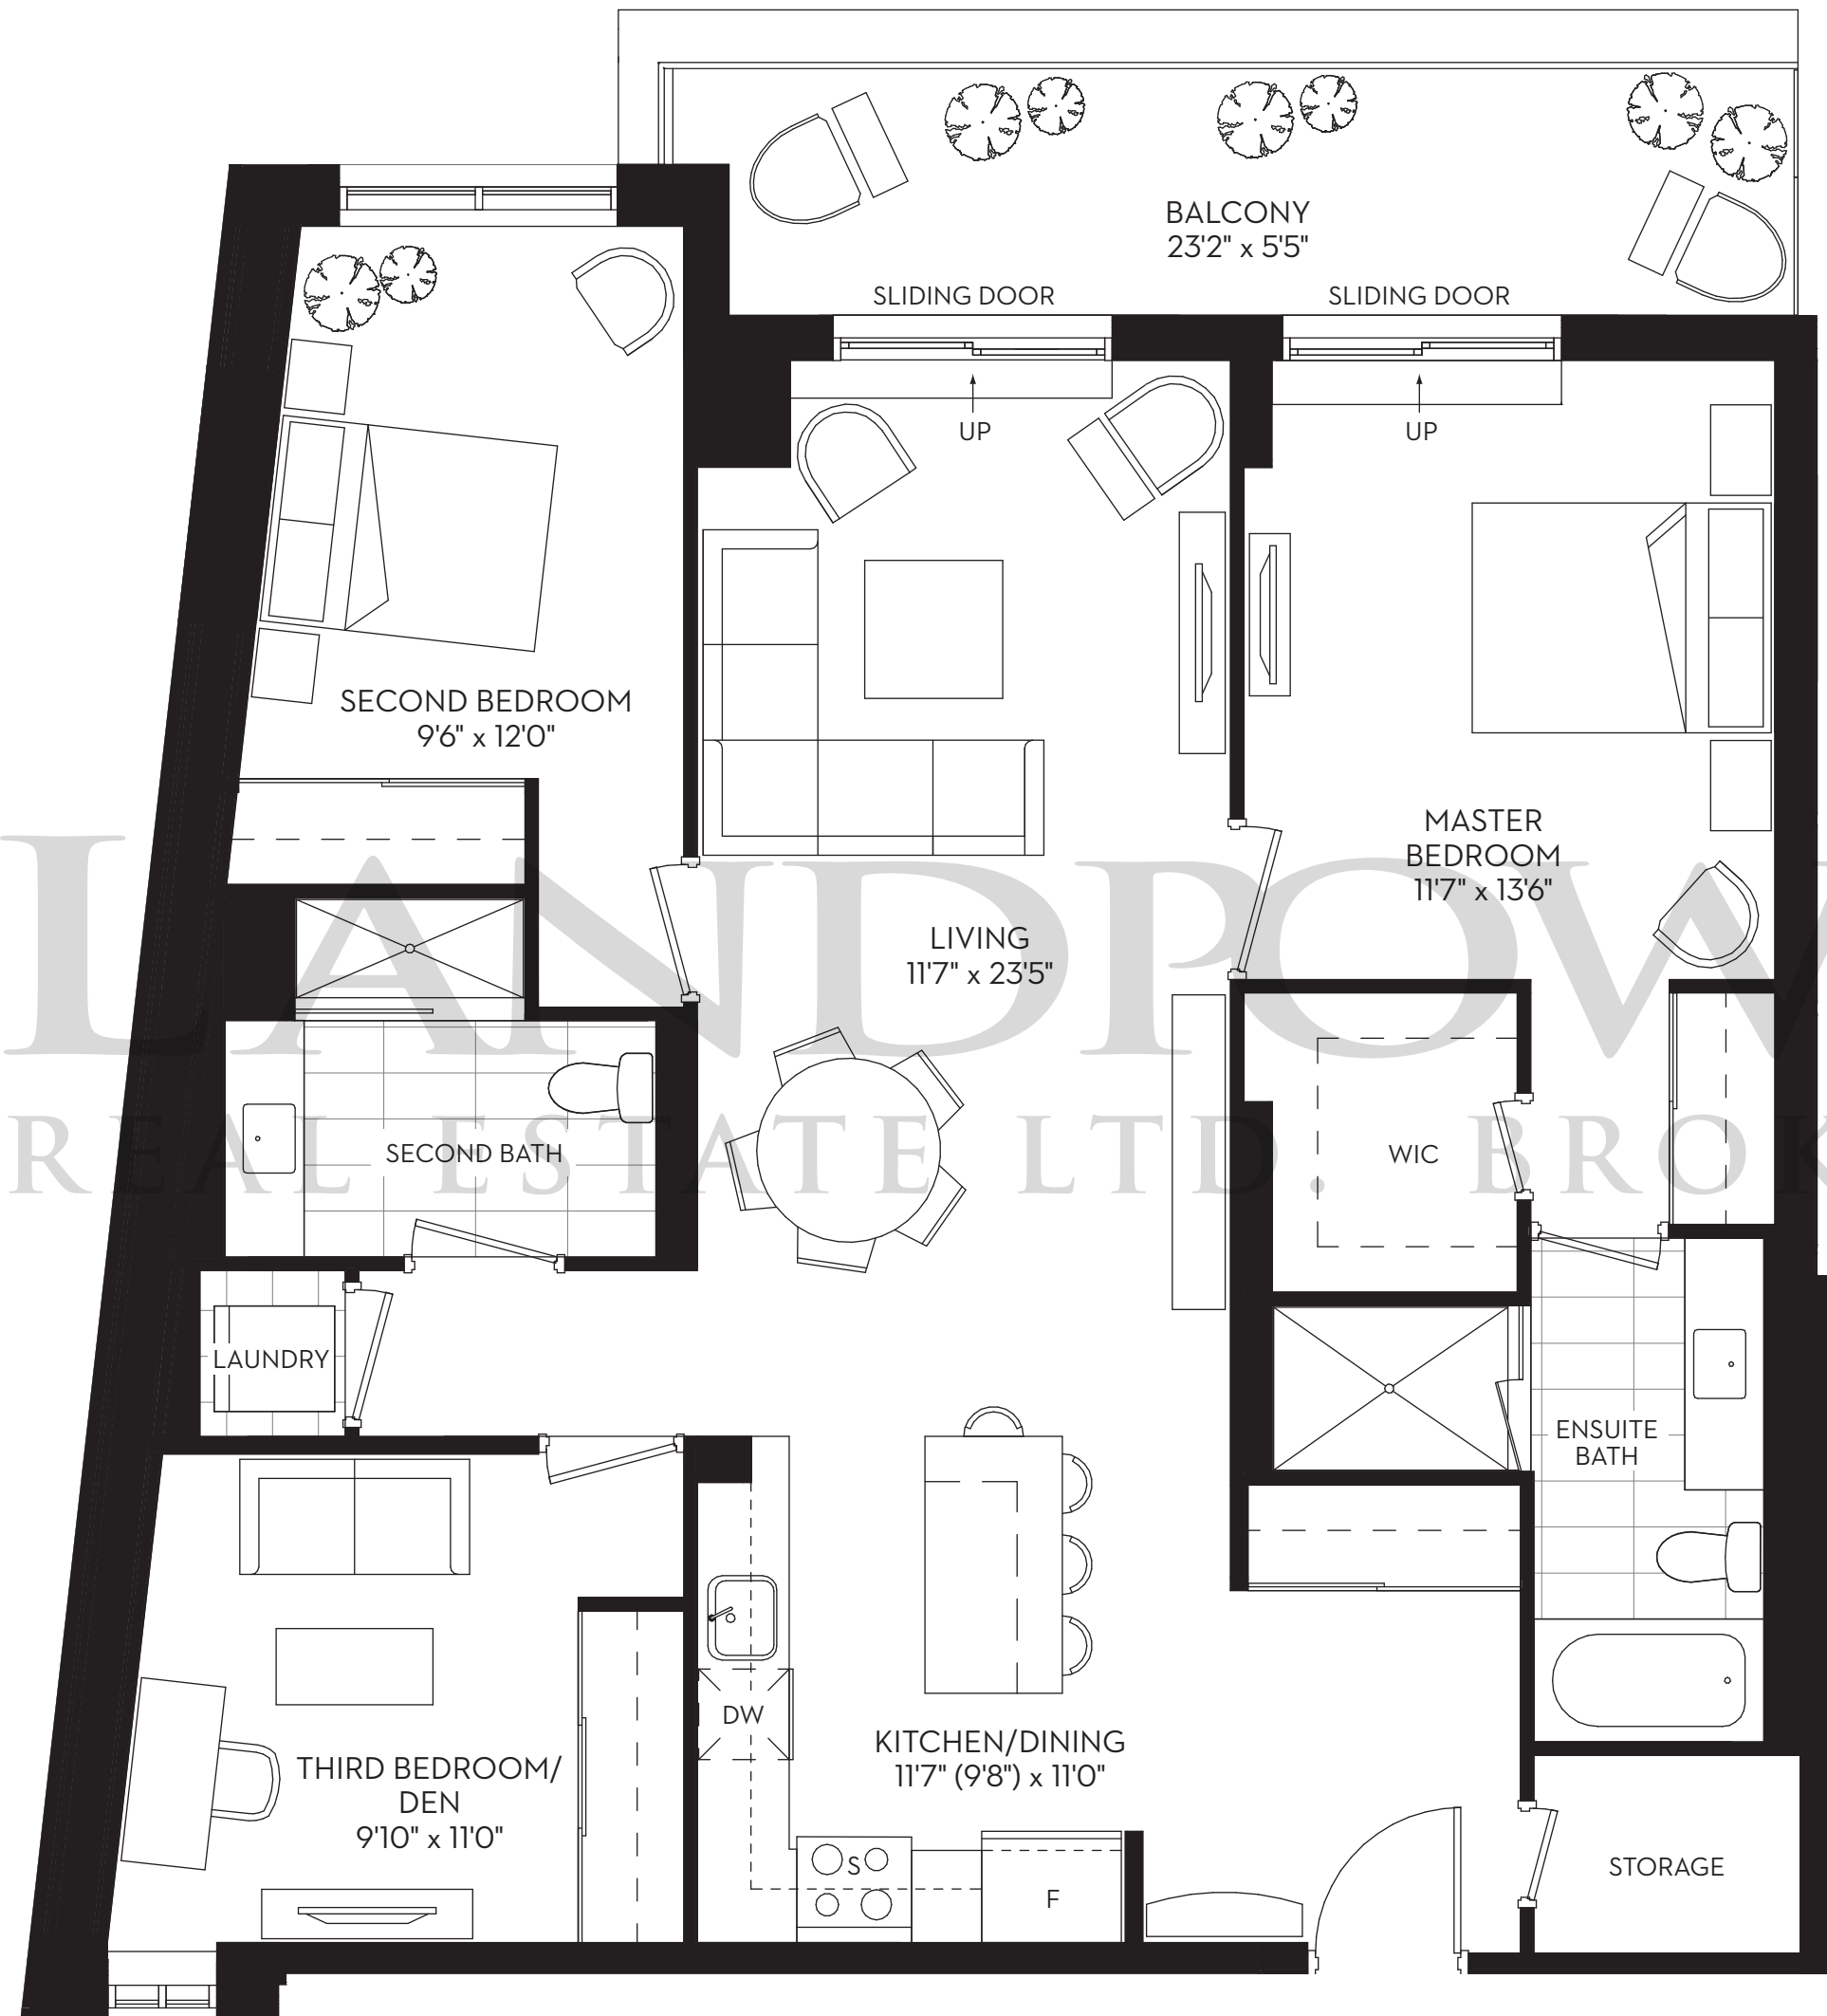 BALCONY
23'2" x 5'5"
SLIDING DOOR
SLIDING DOOR
UP
UP
SECOND BEDROOM
9'6" x 12'0"
MASTER
BEDROOM
11'7" x 13'6"
LIVING
11'7" x 23'5"
LANDPOW
REAL ESTATE LTD. BROK
SECOND BATH
WIC
LAUNDRY
ENSUITE
BATH
DW
KITCHEN/DINING
11'7" (9'8") x 11'0"
THIRD BEDROOM/
DEN
9'10" x 11'0"
S
F
STORAGE